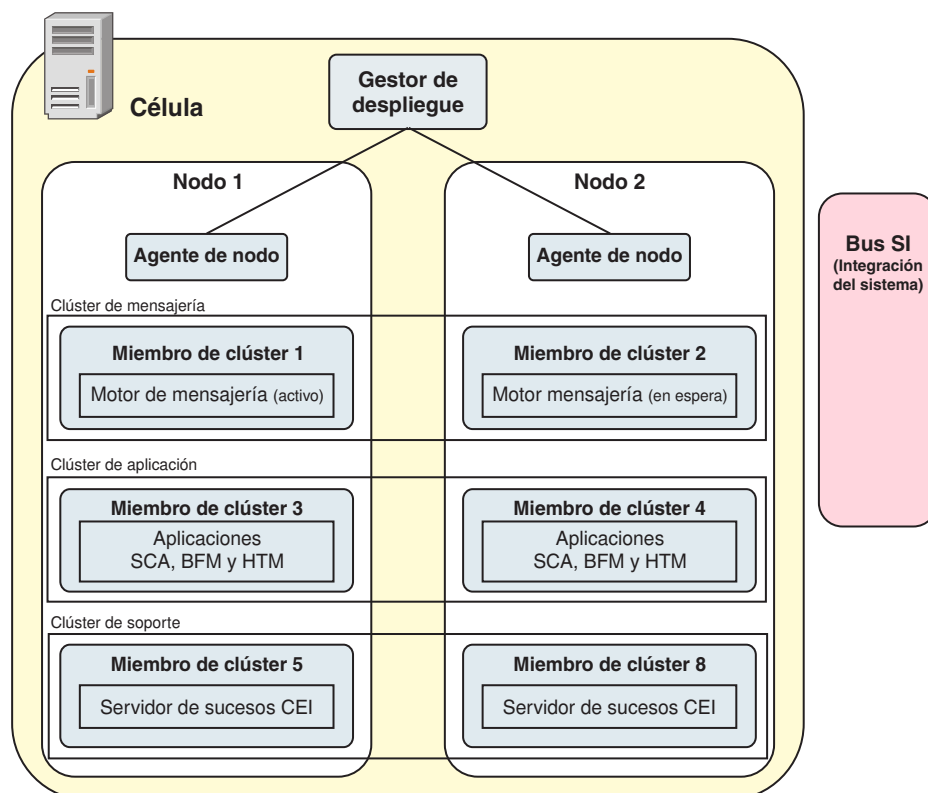 Gestor de
despliegue
Célula
Nodo 1
Nodo 2
Agente de nodo
Agente de nodo
Bus SI
(Integración
del sistema)
Clúster de mensajería
Miembro de clúster 1
Motor de mensajería (activo)
Miembro de clúster 2
Motor mensajería (en espera)
Clúster de aplicación
Miembro de clúster 3
Aplicaciones
SCA, BFM y HTM
Miembro de clúster 4
Aplicaciones
SCA, BFM y HTM
Clúster de soporte
Miembro de clúster 5
Servidor de sucesos CEI
Miembro de clúster 8
Servidor de sucesos CEI